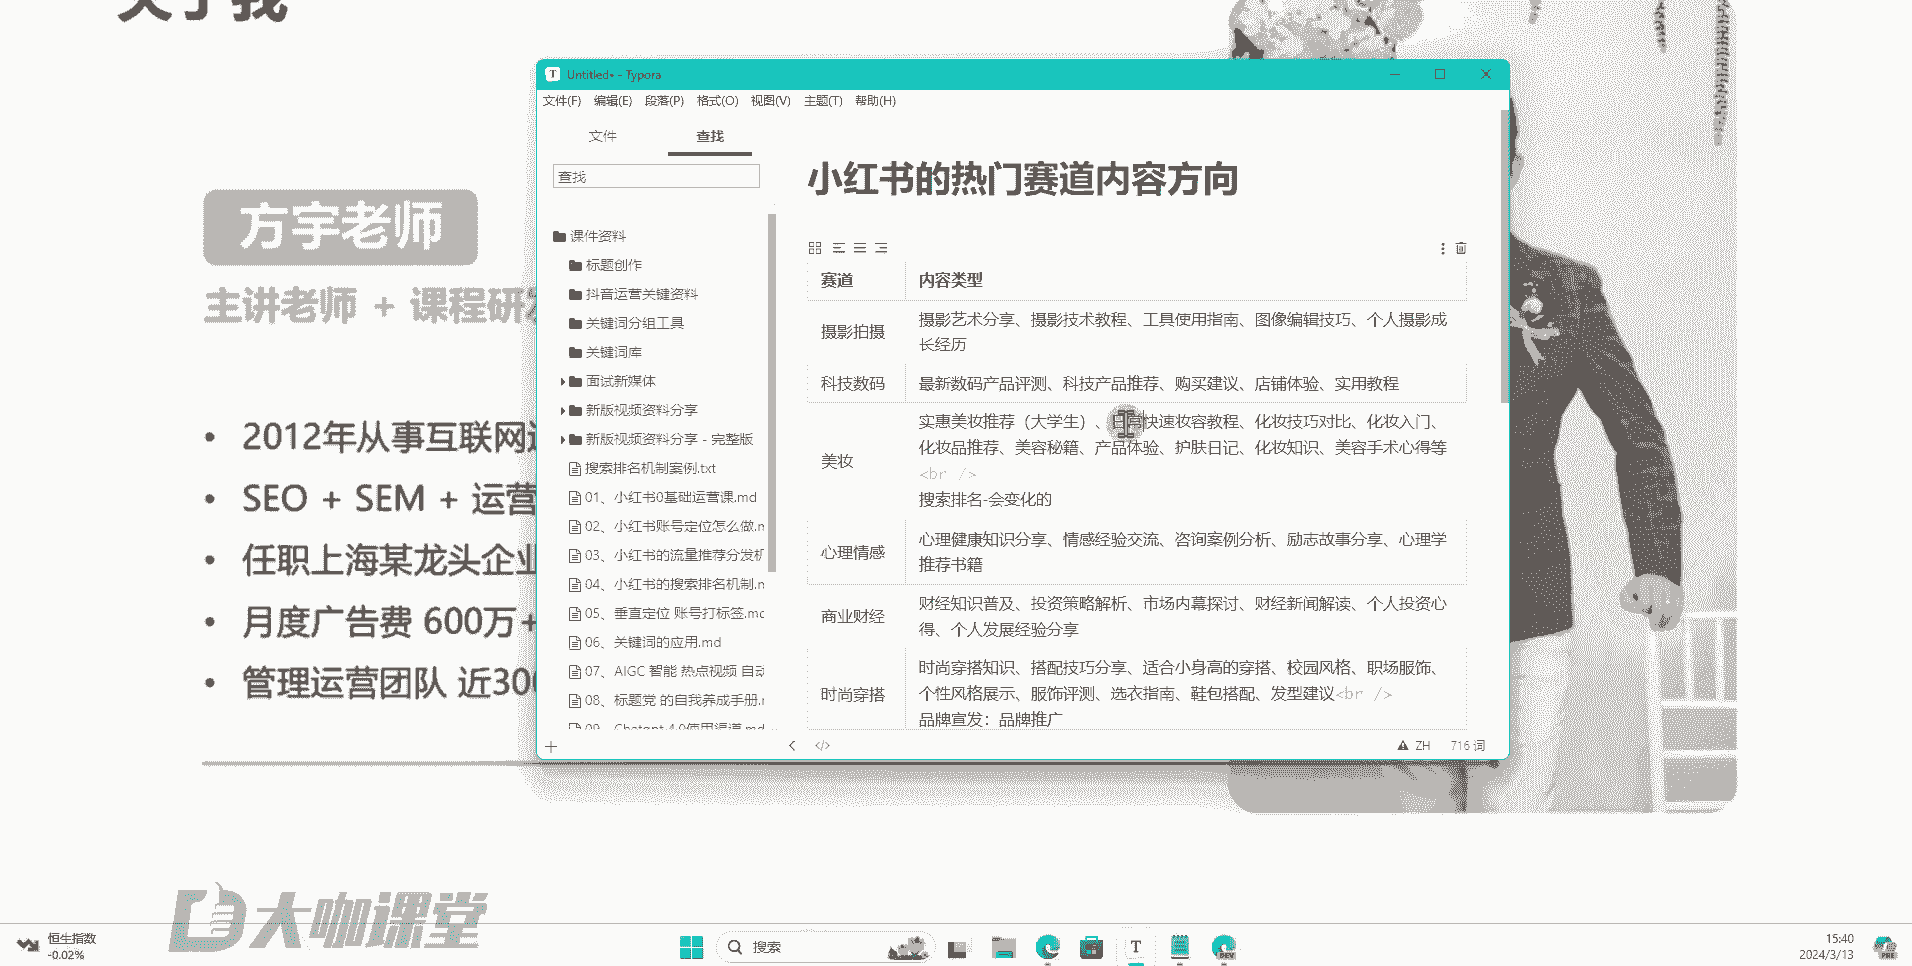 关于我
方宇老师
主讲老师 + 课程研
2012年从事互联网
SEO + SEM + 运营
任职上海某龙头企业
月度广告费 600万+
管理运营团队 近300
大咖课堂
Untitled• - Typora
文件(F) 编辑(E) 段落(P) 格式(O) 视图(V) 主题(T) 帮助(H)
文件 查找
查找
课件资料
标题创作
抖音运营关键资料
关键词分组工具
关键词库
面试新媒体
新版视频资料分享
新版视频资料分享 - 完整版
搜索排名机制案例.txt
01、小红书0基础运营课.md
02、小红书账号定位怎么做.m
03、小红书的流量推荐分发机
04、小红书的搜索排名机制.m
05、垂直定位 账号打标签.md
06、关键词的应用.md
07、AIGC 智能 热点视频 自动
08、标题党 的自我养成手册.m
09、Chatgpt 4.0使用渠道.md
小红书的热门赛道内容方向
赛道 内容类型
摄影拍摄
摄影艺术分享、摄影技术教程、工具使用指南、图像编辑技巧、个人摄影成
长经历
科技数码 最新数码产品评测、科技产品推荐、购买建议、店铺体验、实用教程
美妆
实惠美妆推荐（大学生）、日常快速妆容教程、化妆技巧对比、化妆入门、
化妆品推荐、美容秘籍、产品体验、护肤日记、化妆知识、美容手术心得等
<br />
搜索排名-会变化的
心理情感
心理健康知识分享、情感经验交流、咨询案例分析、励志故事分享、心理学
推荐书籍
商业财经
财经知识普及、投资策略解析、市场内幕探讨、财经新闻解读、个人投资心
得、个人发展经验分享
时尚穿搭
时尚穿搭知识、搭配技巧分享、适合小身高的穿搭、校园风格、职场服饰、
个性风格展示、服饰评测、选衣指南、鞋包搭配、发型建议<br />
品牌宣发：品牌推广
ZH 716 词
恒生指数
-0.02%
搜索
15:40
2024/3/13